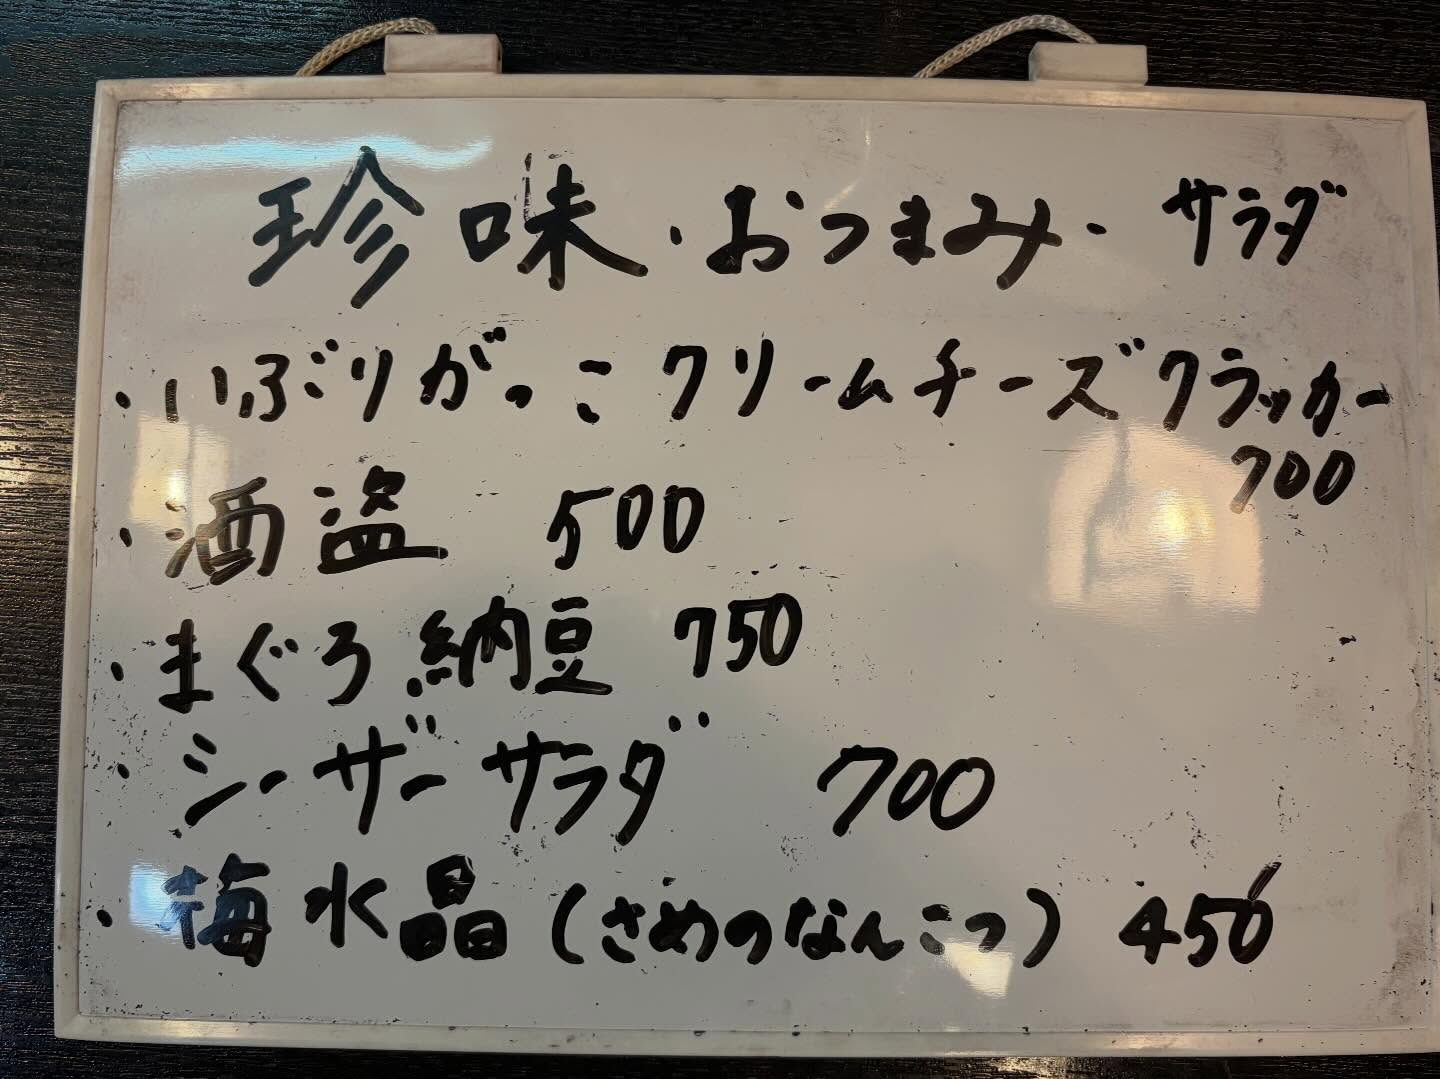 珍味・おつまみ・サラダ
・いぶりがっこクリームチーズクラッカー
700
・酒盗 500
・まぐろ納豆 750
・シーザーサラダ 700
・梅水晶(さめのなんこつ) 450